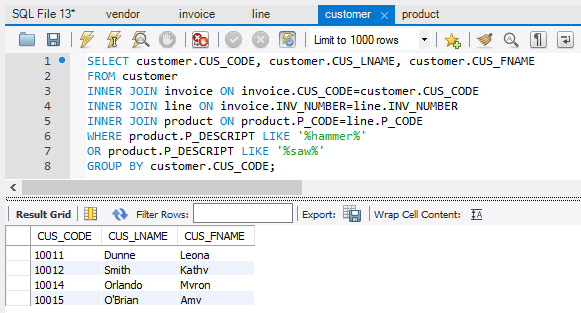 SQL File 13* vendor invoice line customer product
Limit to 1000 rows
1 SELECT customer.CUS_CODE, customer.CUS_LNAME, customer.CUS_FNAME
2 FROM customer
3 INNER JOIN invoice ON invoice.CUS_CODE=customer.CUS_CODE
4 INNER JOIN line ON invoice.INV_NUMBER=line.INV_NUMBER
5 INNER JOIN product ON product.P_CODE=line.P_CODE
6 WHERE product.P_DESCRIPT LIKE '%hammer%'
7 OR product.P_DESCRIPT LIKE '%saw%'
8 GROUP BY customer.CUS_CODE;
Result Grid Filter Rows: Export: Wrap Cell Content: IA
CUS_CODE CUS_LNAME CUS_FNAME
10011 Dunne Leona
10012 Smith Kathy
10014 Orlando Myron
10015 O'Brian Amy